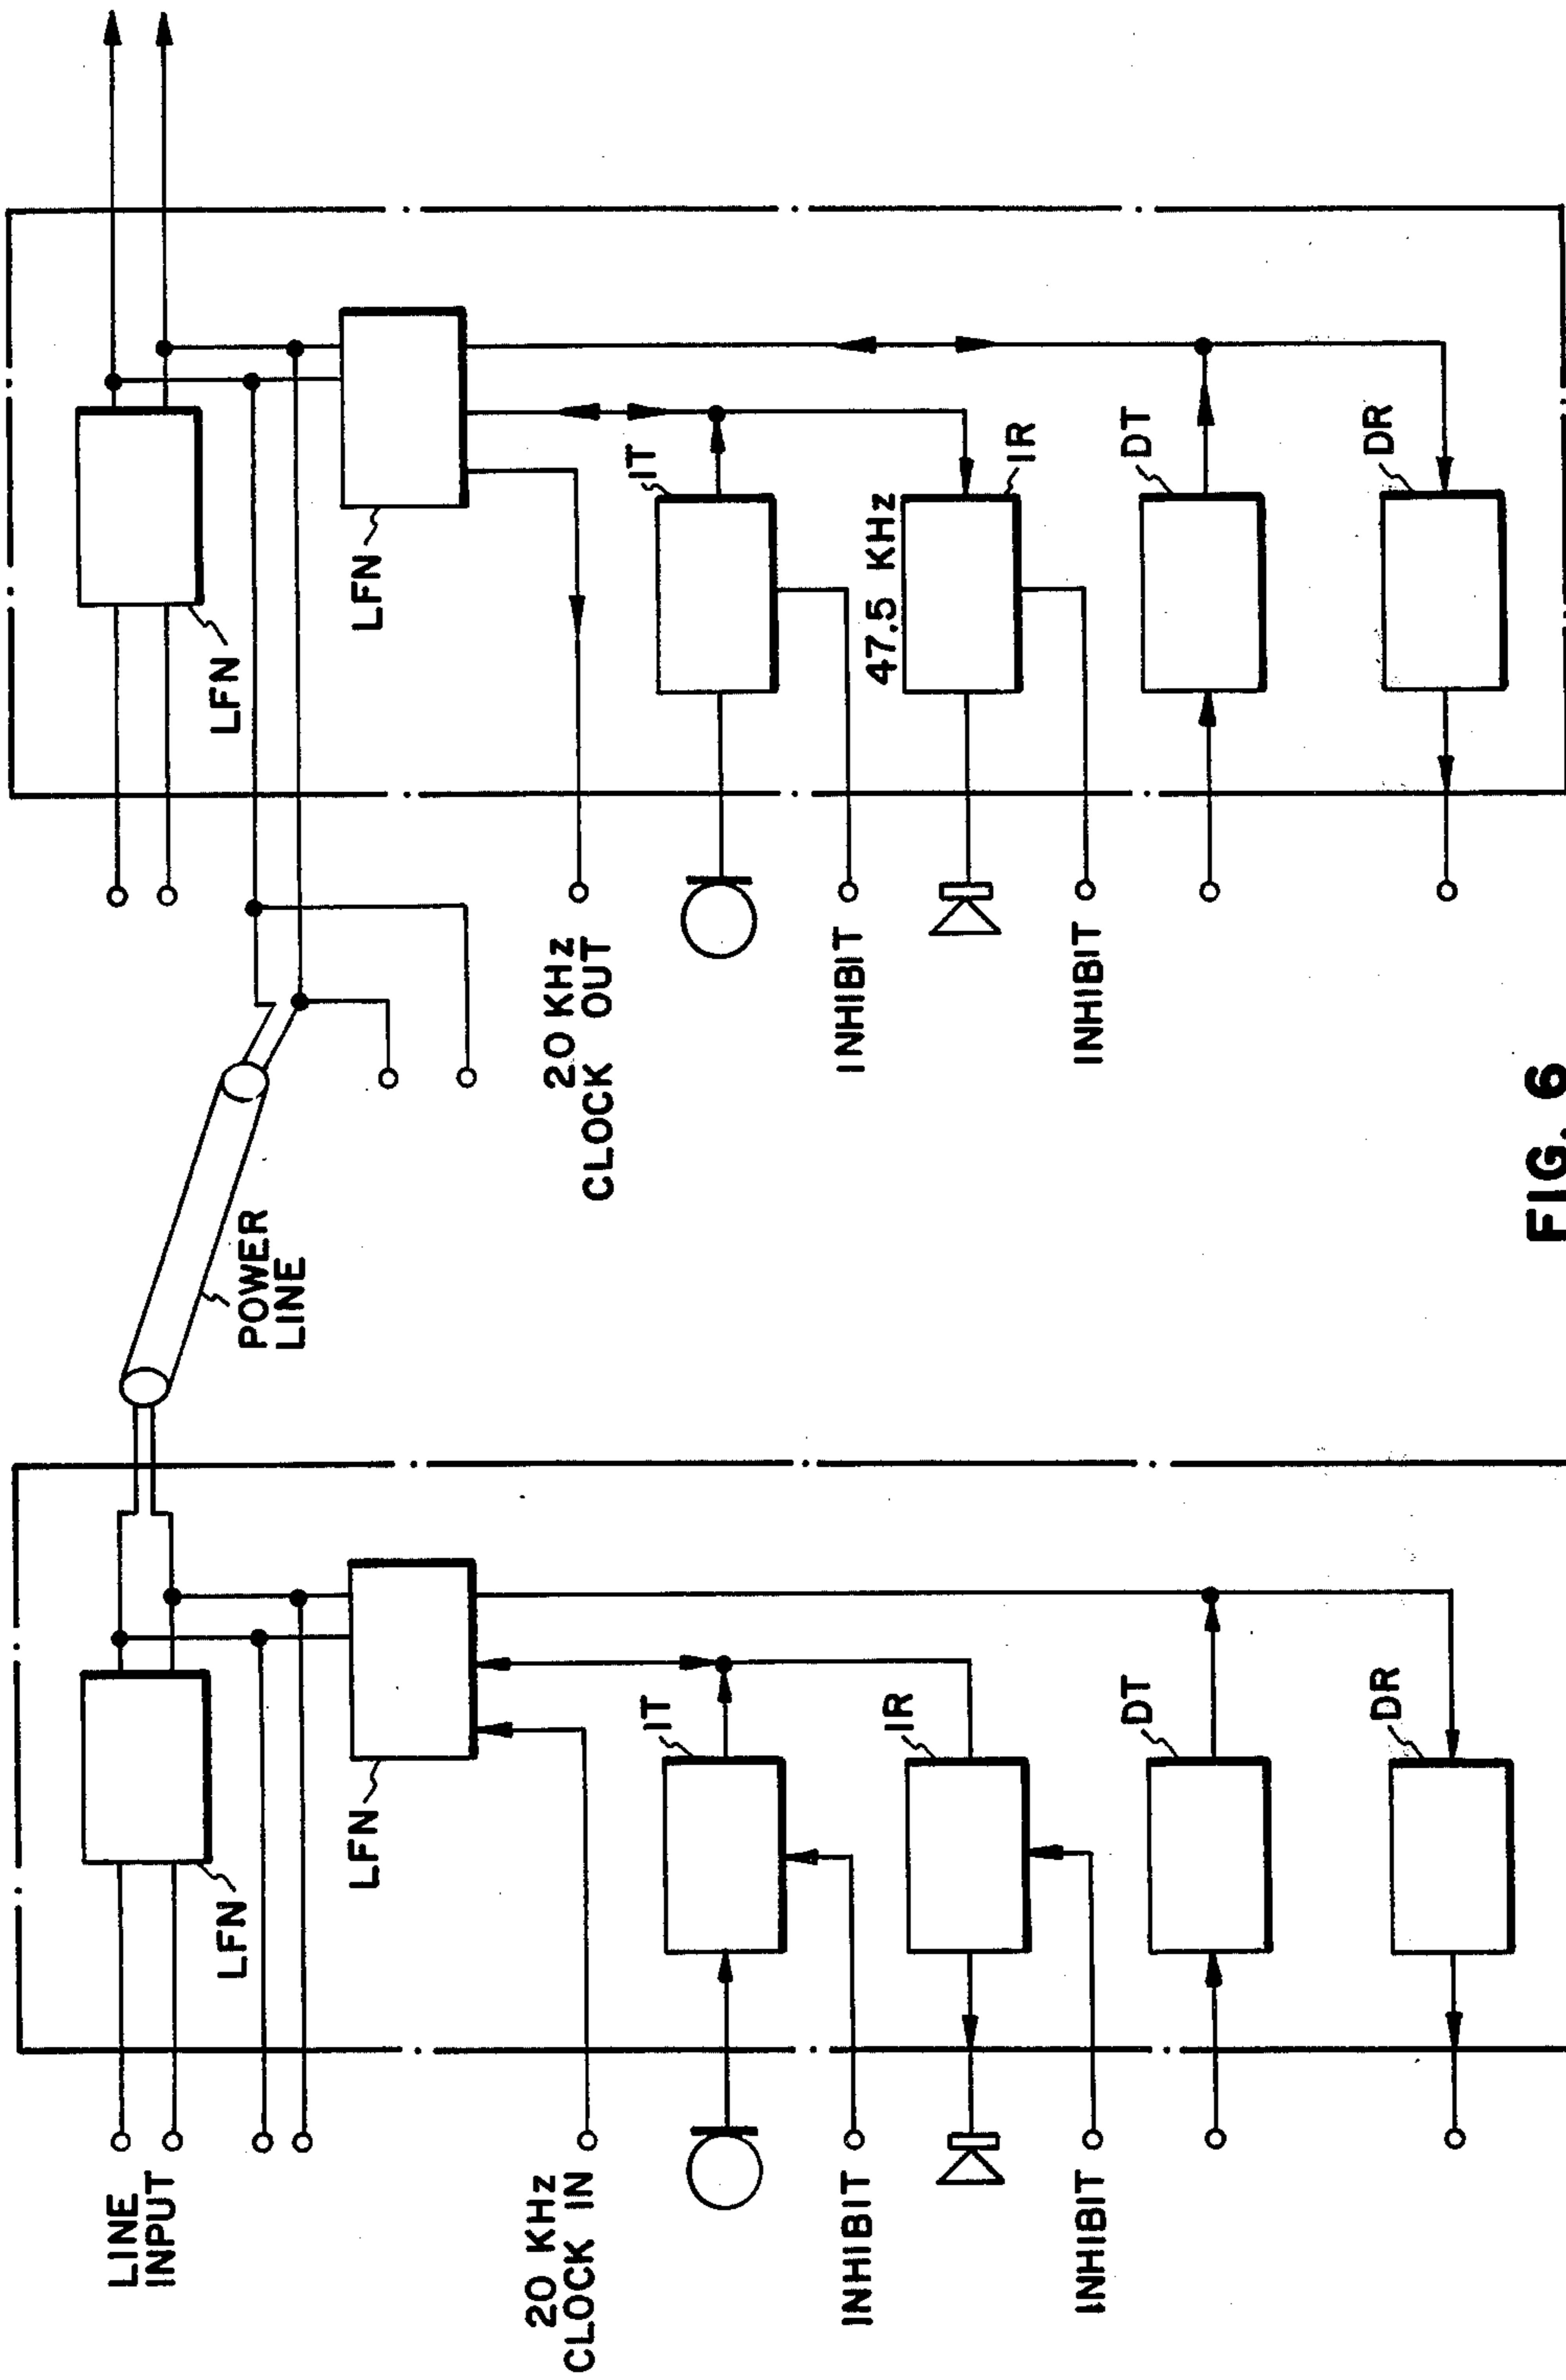 LINE
INPUT
20 KHz
CLOCK IN
INHIBIT
INHIBIT
LFN
LFN
IT
IR
DT
DR
POWER
LINE
20 KHz
CLOCK OUT
INHIBIT
INHIBIT
LFN
LFN
IT
47.5 KHz
IR
DT
DR
FIG. 6